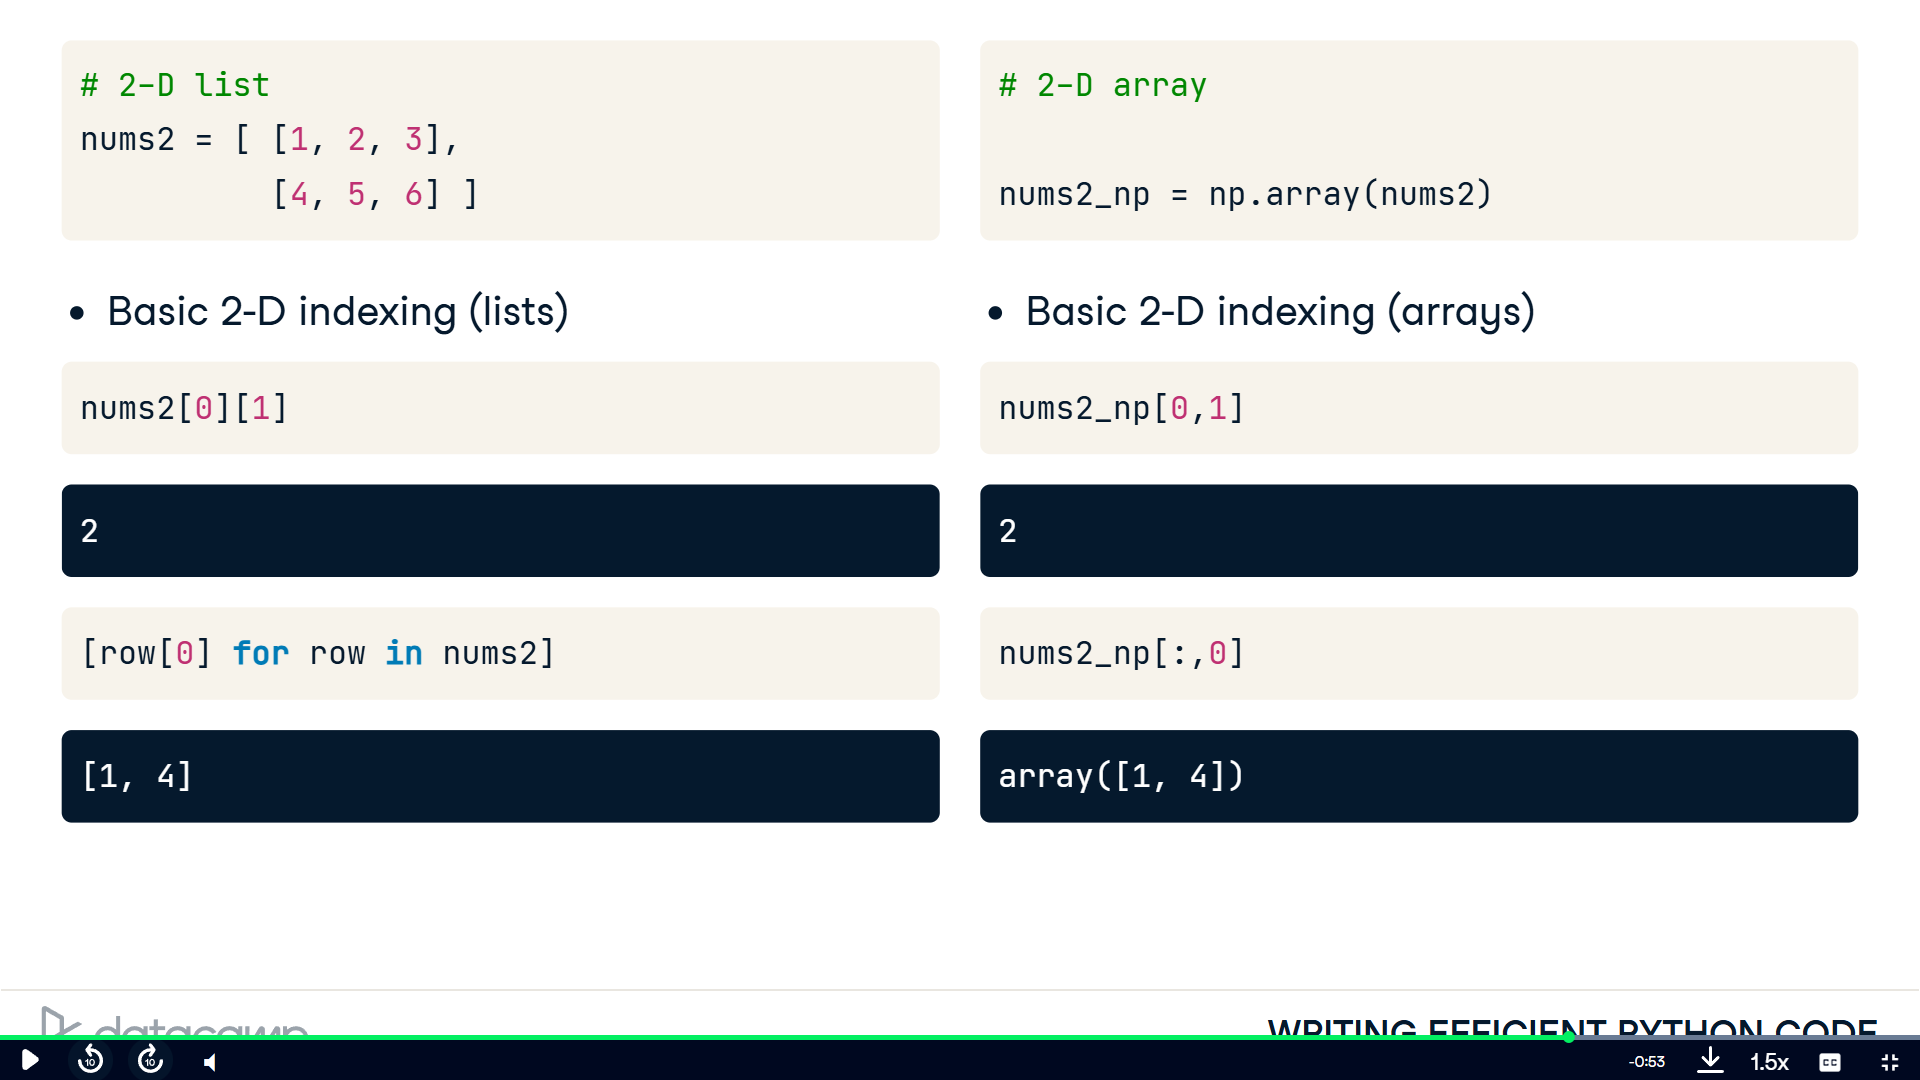 # 2-D list
nums2 = [ [1, 2, 3],
          [4, 5, 6] ]
• Basic 2-D indexing (lists)
nums2[0][1]
2
[row[0] for row in nums2]
[1, 4]
# 2-D array
nums2_np = np.array(nums2)
• Basic 2-D indexing (arrays)
nums2_np[0,1]
2
nums2_np[:,0]
array([1, 4])
datacamp
WRITING EFFICIENT PYTHON CODE
10
10
-0:53
1.5x
CC